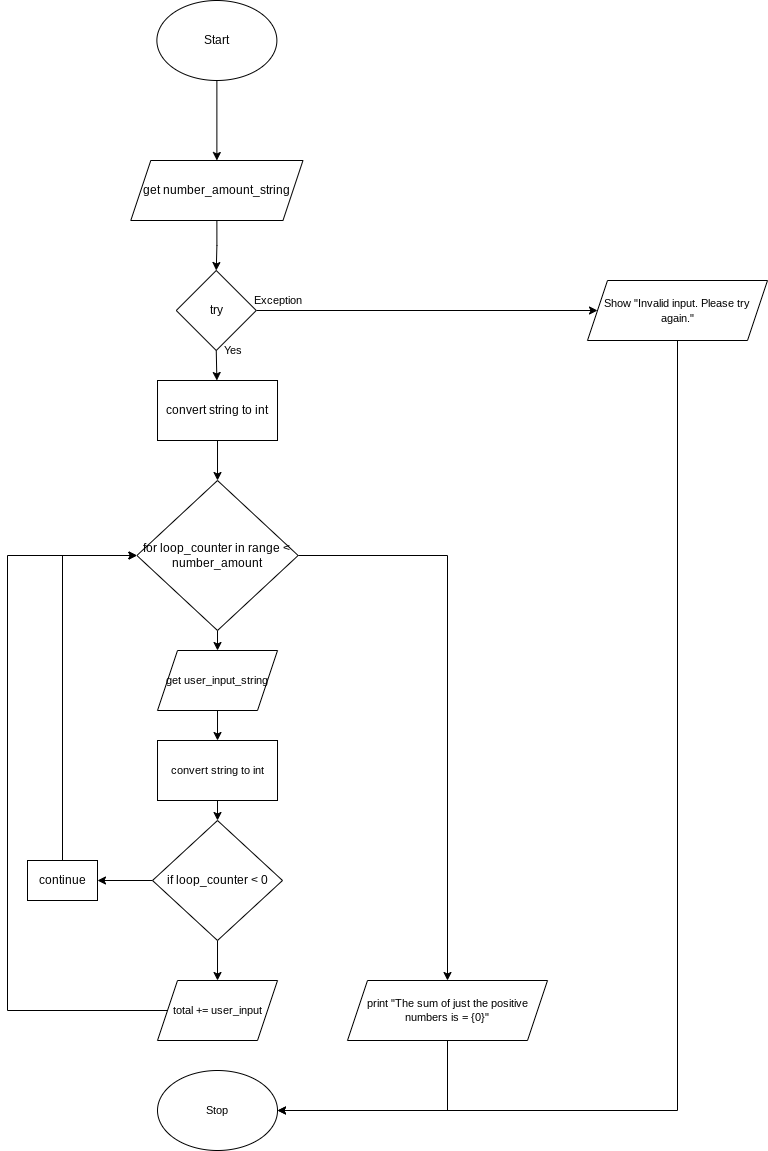 Start
get number_amount_string
try
Exception
Show "Invalid input. Please try
again."
Yes
convert string to int
for loop_counter in range <
number_amount
get user_input_string
convert string to int
continue
if loop_counter < 0
total += user_input
print "The sum of just the positive
numbers is = {0}"
Stop